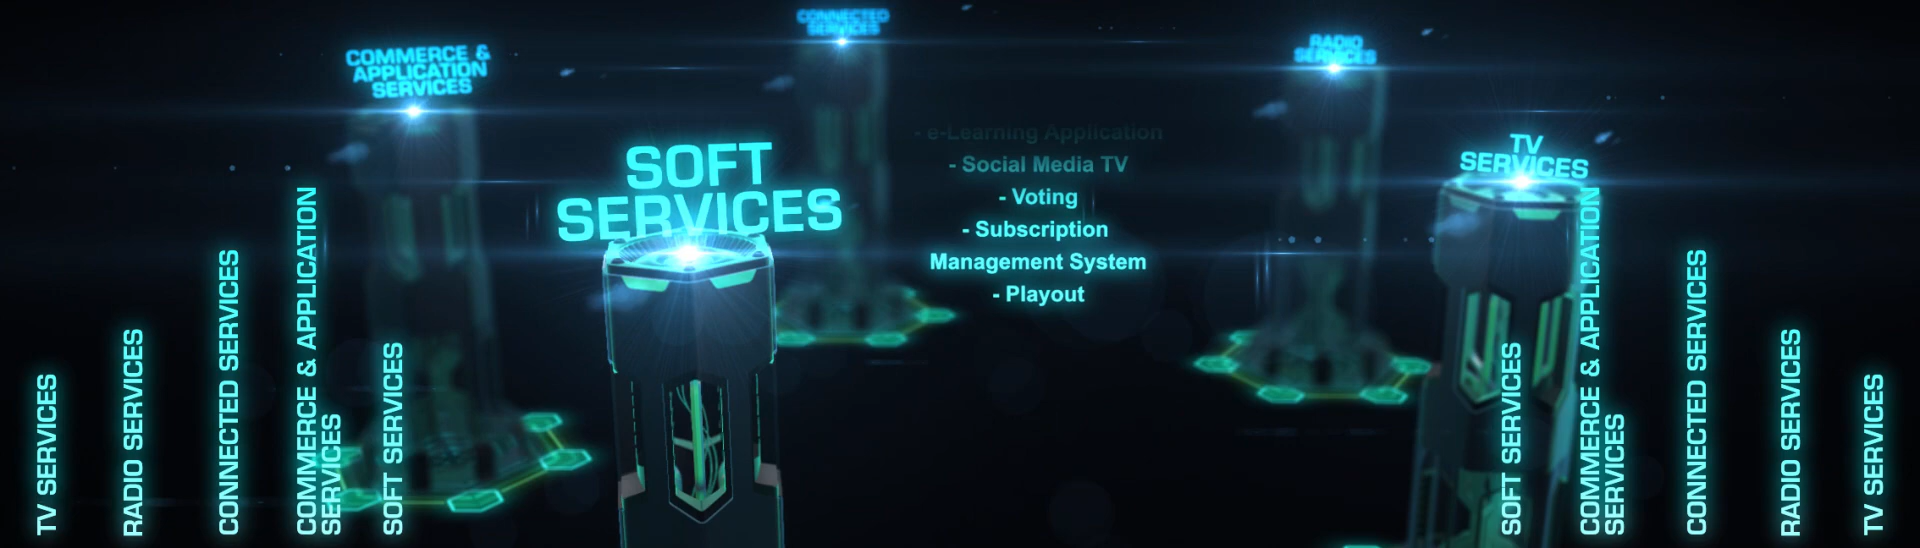 CONNECTED
SERVICES
COMMERCE &
APPLICATION
SERVICES
RADIO
SERVICES
SOFT
SERVICES
- e-Learning Application
- Social Media TV
- Voting
- Subscription
Management System
- Playout
TV
SERVICES
TV SERVICES
RADIO SERVICES
CONNECTED SERVICES
COMMERCE & APPLICATION
SERVICES
SOFT SERVICES
SOFT SERVICES
COMMERCE & APPLICATION
SERVICES
CONNECTED SERVICES
RADIO SERVICES
TV SERVICES